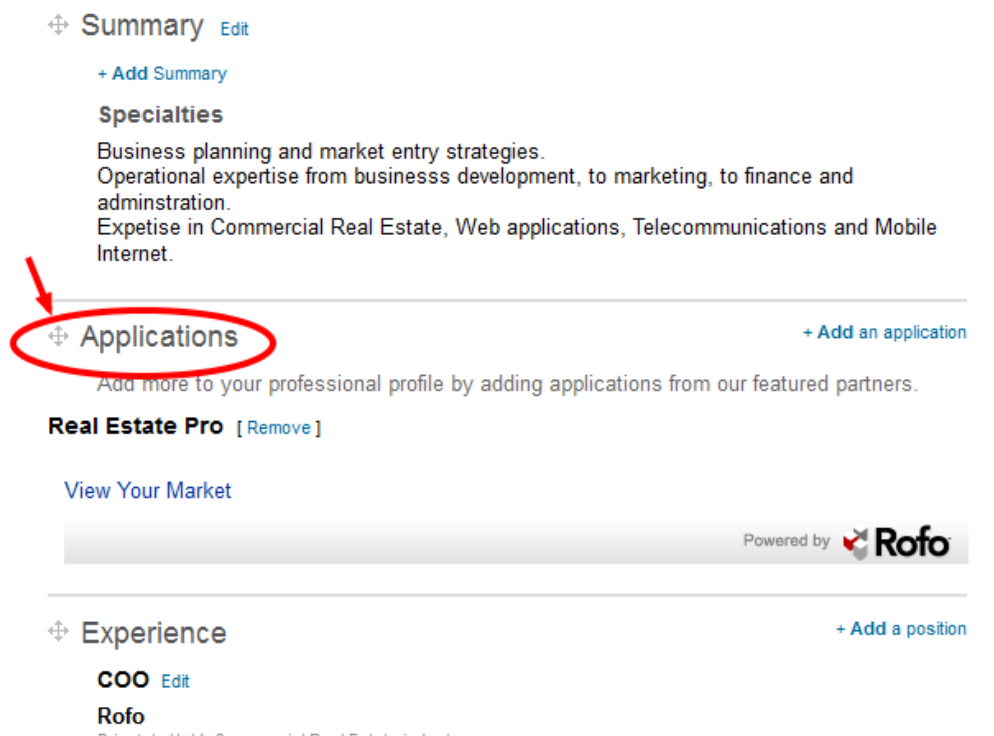 Summary Edit
+ Add Summary
Specialties
Business planning and market entry strategies.
Operational expertise from businesss development, to marketing, to finance and
adminstration.
Expetise in Commercial Real Estate, Web applications, Telecommunications and Mobile
Internet.
Applications + Add an application
Add more to your professional profile by adding applications from our featured partners.
Real Estate Pro [ Remove ]
View Your Market
Powered by Rofo
Experience + Add a position
COO Edit
Rofo